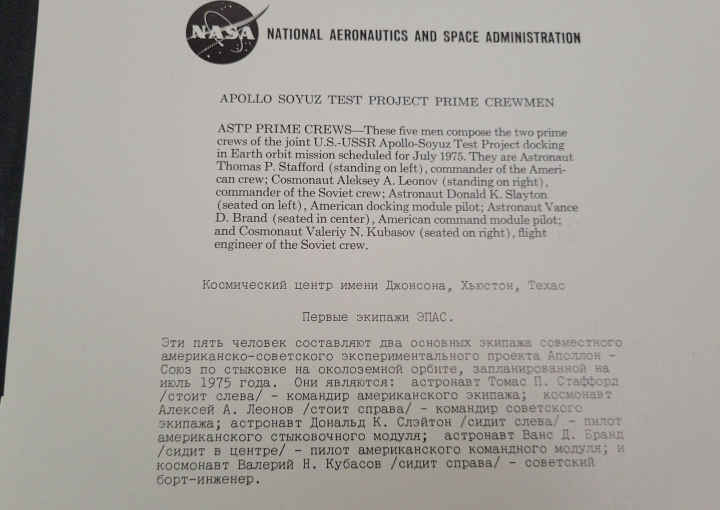 NASA NATIONAL AERONAUTICS AND SPACE ADMINISTRATION
APOLLO SOYUZ TEST PROJECT PRIME CREWMEN
ASTP PRIME CREWS—These five men compose the two prime
crews of the joint U.S.-USSR Apollo-Soyuz Test Project docking
in Earth orbit mission scheduled for July 1975. They are Astronaut
Thomas P. Stafford (standing on left), commander of the Ameri-
can crew; Cosmonaut Aleksey A. Leonov (standing on right),
commander of the Soviet crew; Astronaut Donald K. Slayton
(seated on left), American docking module pilot; Astronaut Vance
D. Brand (seated in center), American command module pilot;
and Cosmonaut Valeriy N. Kubasov (seated on right), flight
engineer of the Soviet crew.
Космический центр имени Джонсона, Хьюстон, Техас
Первые экипажи ЭПАС.
Эти пять человек составляют два основных экипажа совместного
американско-советского экспериментального проекта Аполлон -
Союз по стыковке на околоземной орбите, запланированной на
июль 1975 года. Они являются: астронавт Томас П. Стаффорд
/стоит слева/ - командир американского экипажа; космонавт
Алексей А. Леонов /стоит справа/ - командир советского
экипажа; астронавт Дональд К. Слэйтон /сидит слева/ - пилот
американского стыковочного модуля; астронавт Ванс Д. Бранд
/сидит в центре/ - пилот американского командного модуля; и
космонавт Валерий Н. Кубасов /сидит справа/ - советский
борт-инженер.